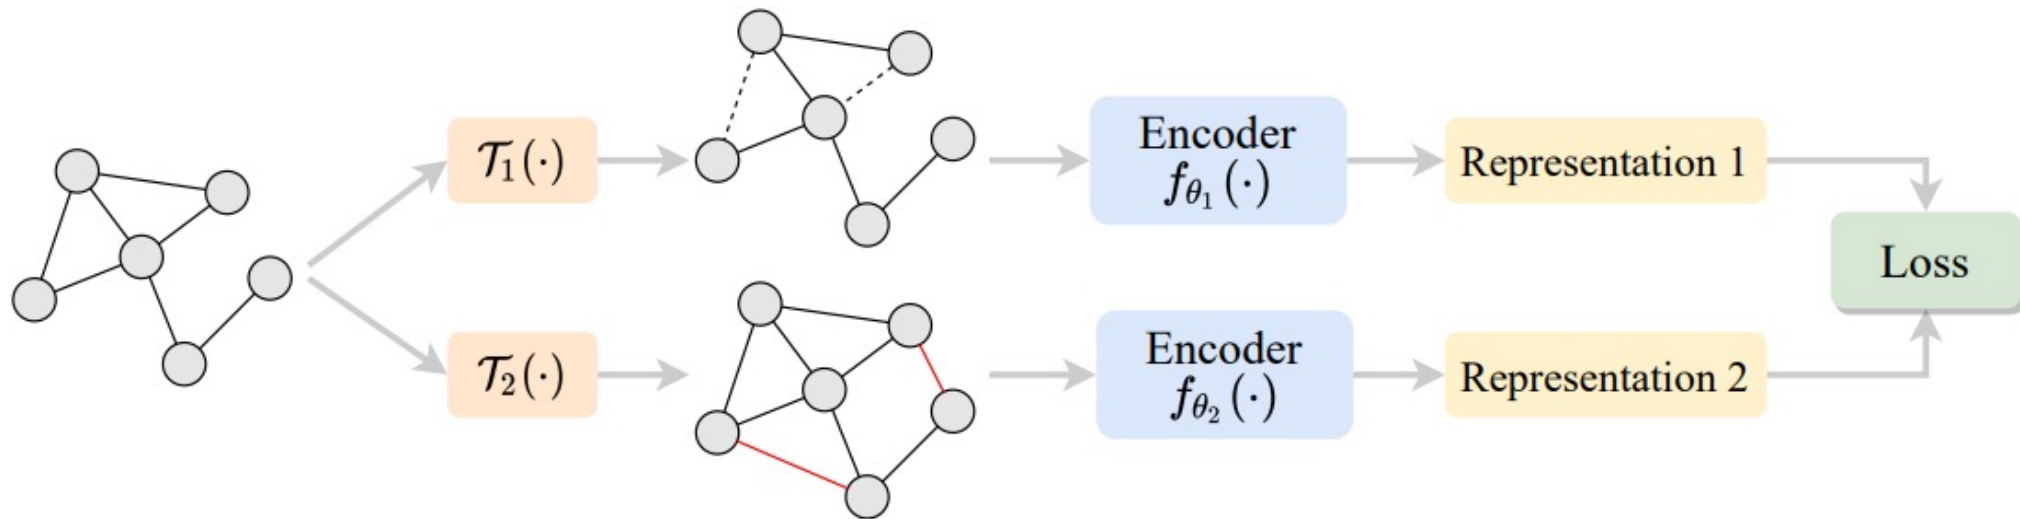 𝒯₁(·)
Encoder
f_θ₁(·)
Representation 1
Loss
𝒯₂(·)
Encoder
f_θ₂(·)
Representation 2